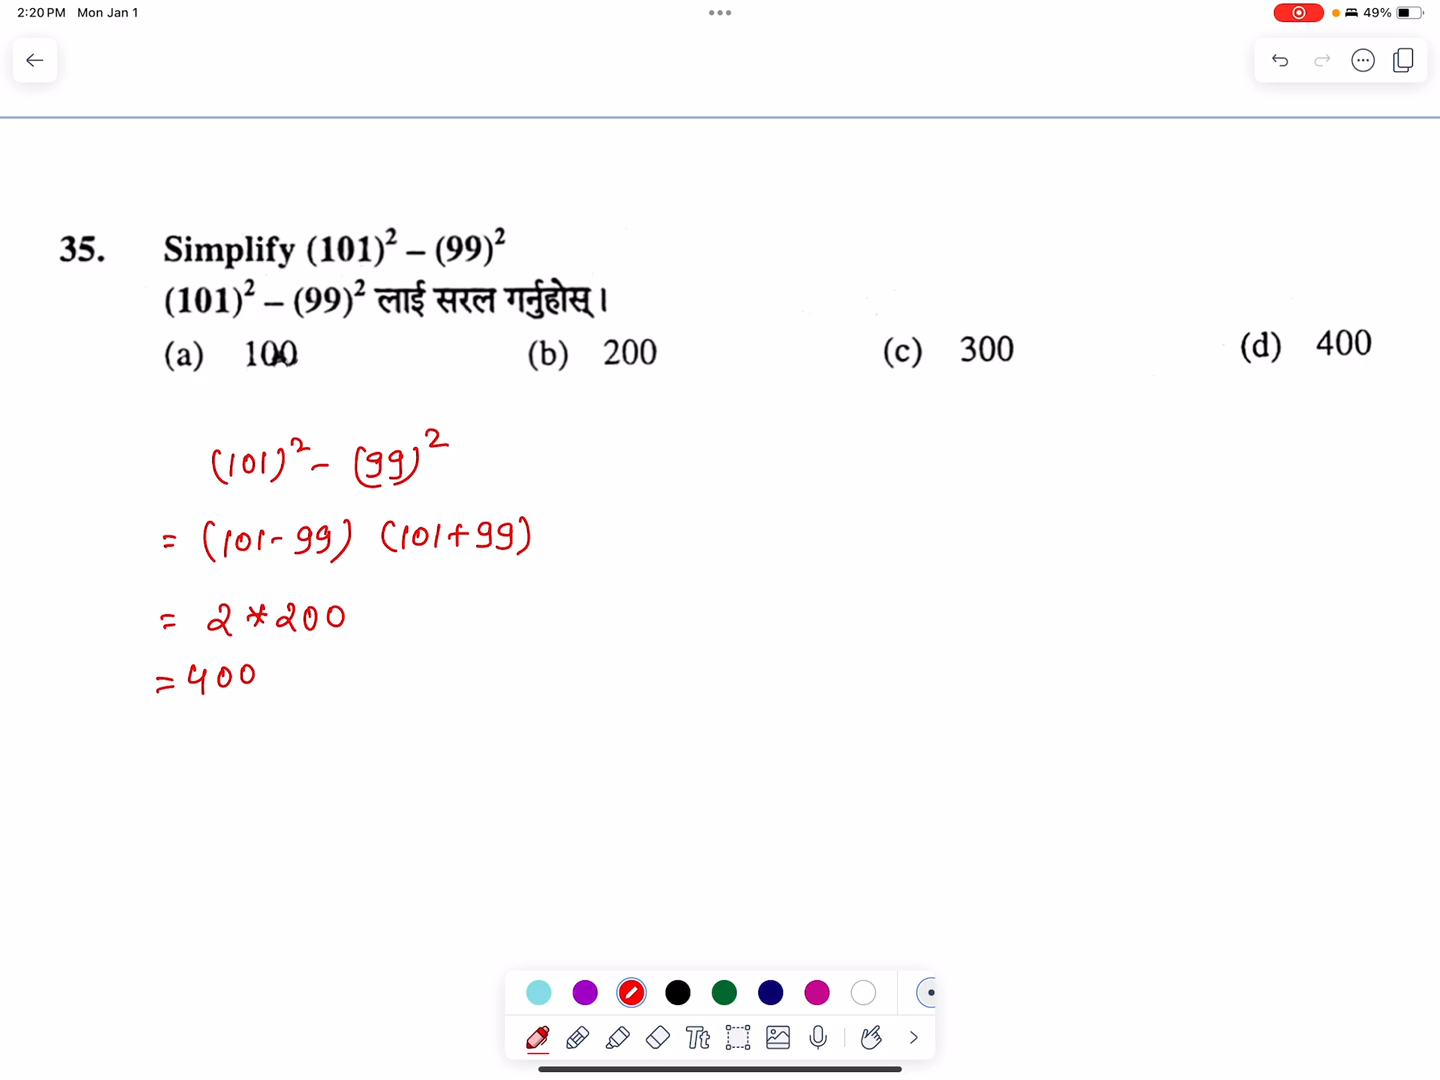 2:20 PM Mon Jan 1
49%
35. Simplify (101)² – (99)²
(101)² – (99)² लाई सरल गर्नुहोस् ।
(a) 100 (b) 200 (c) 300 (d) 400
(101)² - (99)²
= (101 - 99) (101 + 99)
= 2 * 200
= 400
Tt